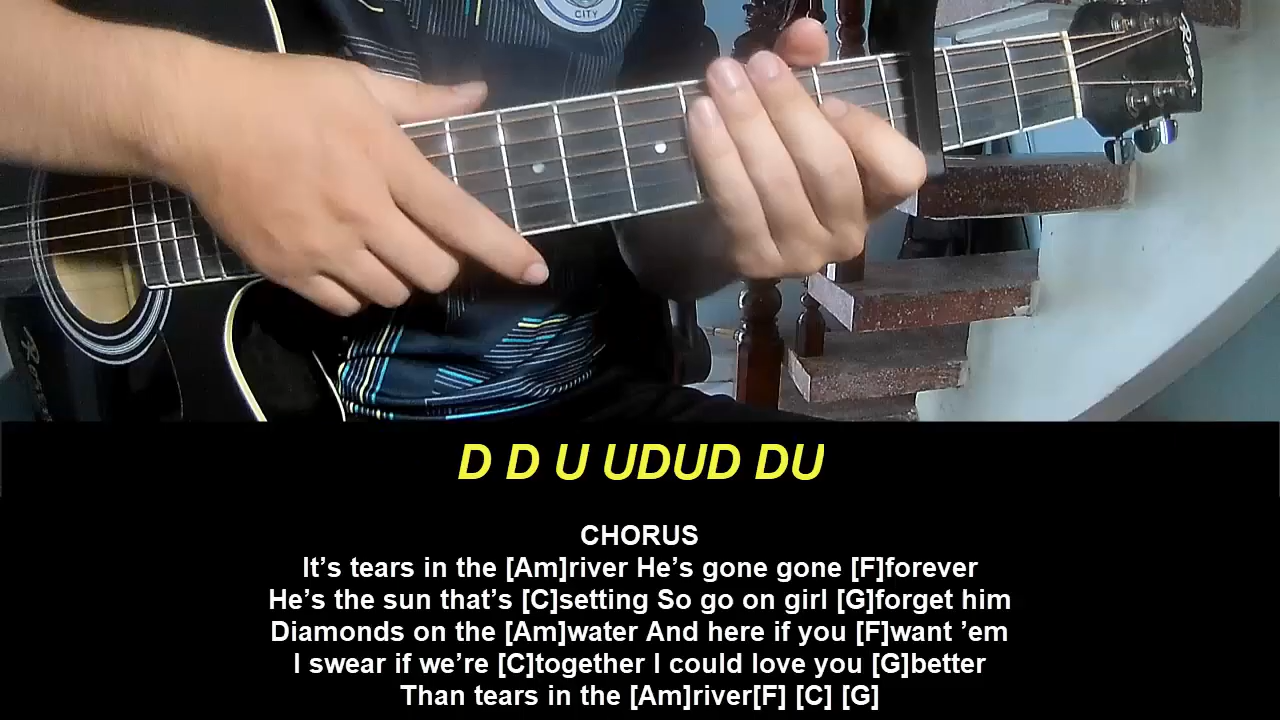 CITY
D D U UDUD DU
CHORUS
It’s tears in the [Am]river He’s gone gone [F]forever
He’s the sun that’s [C]setting So go on girl [G]forget him
Diamonds on the [Am]water And here if you [F]want ’em
I swear if we’re [C]together I could love you [G]better
Than tears in the [Am]river[F] [C] [G]